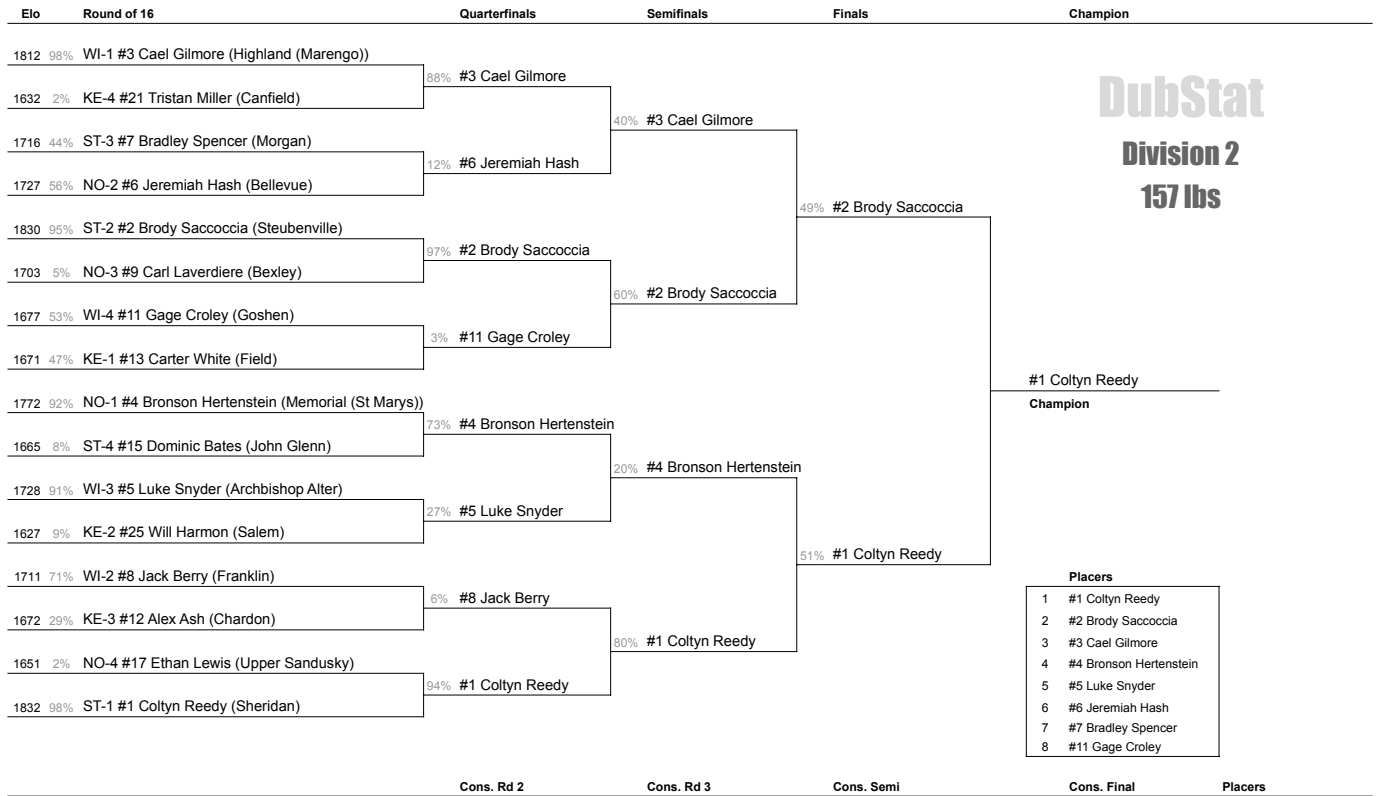 Elo Round of 16 Quarterfinals Semifinals Finals Champion
1812 98% WI-1 #3 Cael Gilmore (Highland (Marengo))
88% #3 Cael Gilmore
1632 2% KE-4 #21 Tristan Miller (Canfield)
40% #3 Cael Gilmore
1716 44% ST-3 #7 Bradley Spencer (Morgan)
12% #6 Jeremiah Hash
1727 56% NO-2 #6 Jeremiah Hash (Bellevue)
49% #2 Brody Saccoccia
1830 95% ST-2 #2 Brody Saccoccia (Steubenville)
97% #2 Brody Saccoccia
1703 5% NO-3 #9 Carl Laverdiere (Bexley)
60% #2 Brody Saccoccia
1677 53% WI-4 #11 Gage Croley (Goshen)
3% #11 Gage Croley
1671 47% KE-1 #13 Carter White (Field)
#1 Coltyn Reedy
Champion
1772 92% NO-1 #4 Bronson Hertenstein (Memorial (St Marys))
73% #4 Bronson Hertenstein
1665 8% ST-4 #15 Dominic Bates (John Glenn)
20% #4 Bronson Hertenstein
1728 91% WI-3 #5 Luke Snyder (Archbishop Alter)
27% #5 Luke Snyder
1627 9% KE-2 #25 Will Harmon (Salem)
51% #1 Coltyn Reedy
1711 71% WI-2 #8 Jack Berry (Franklin)
6% #8 Jack Berry
1672 29% KE-3 #12 Alex Ash (Chardon)
80% #1 Coltyn Reedy
1651 2% NO-4 #17 Ethan Lewis (Upper Sandusky)
94% #1 Coltyn Reedy
1832 98% ST-1 #1 Coltyn Reedy (Sheridan)
DubStat
Division 2
157 lbs
Placers
1 #1 Coltyn Reedy
2 #2 Brody Saccoccia
3 #3 Cael Gilmore
4 #4 Bronson Hertenstein
5 #5 Luke Snyder
6 #6 Jeremiah Hash
7 #7 Bradley Spencer
8 #11 Gage Croley
Cons. Rd 2 Cons. Rd 3 Cons. Semi Cons. Final Placers